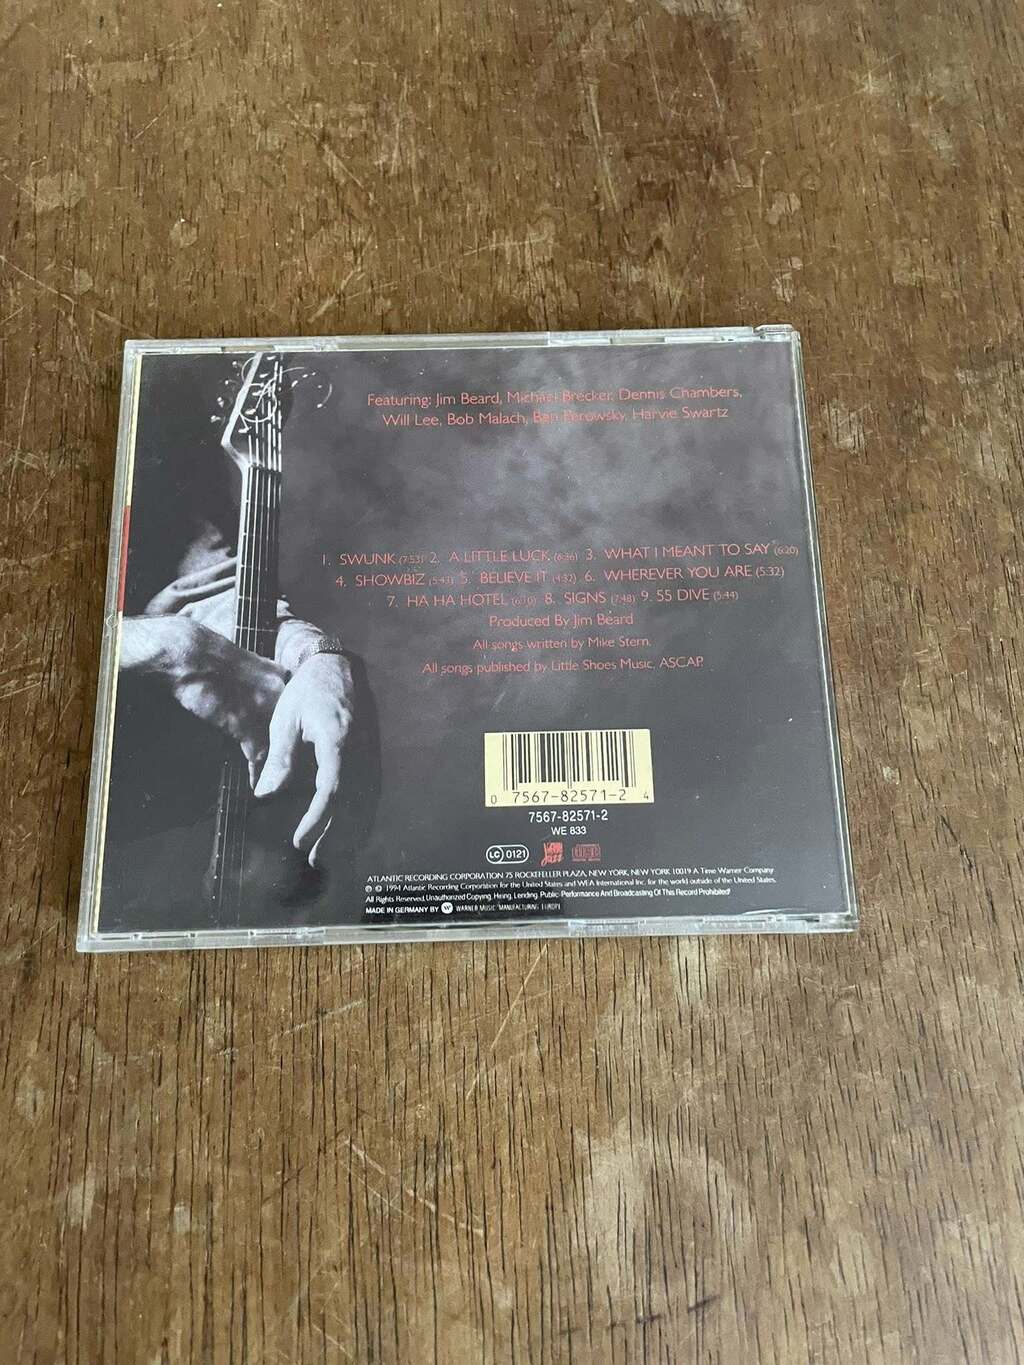 Featuring: Jim Beard, Michael Brecker, Dennis Chambers,
Will Lee, Bob Malach, Ben Perowsky, Harvie Swartz
1. SWUNK (7:53) 2. A LITTLE LUCK (6:36) 3. WHAT I MEANT TO SAY (6:20)
4. SHOWBIZ (5:43) 5. BELIEVE IT (4:32) 6. WHEREVER YOU ARE (5:32)
7. HA HA HOTEL (6:10) 8. SIGNS (7:48) 9. 55 DIVE (5:44)
Produced By Jim Beard
All songs written by Mike Stern.
All songs published by Little Shoes Music, ASCAP.
0 7567-82571-2 4
7567-82571-2
WE 833
LC 0121 Jazz
ATLANTIC RECORDING CORPORATION 75 ROCKEFELLER PLAZA, NEW YORK, NEW YORK 10019 A Time Warner Company
℗ © 1994 Atlantic Recording Corporation for the United States and WEA International Inc. for the world outside of the United States.
All Rights Reserved. Unauthorized Copying, Hiring, Lending, Public Performance And Broadcasting Of This Record Prohibited!
MADE IN GERMANY BY WARNER MUSIC MANUFACTURING EUROPE